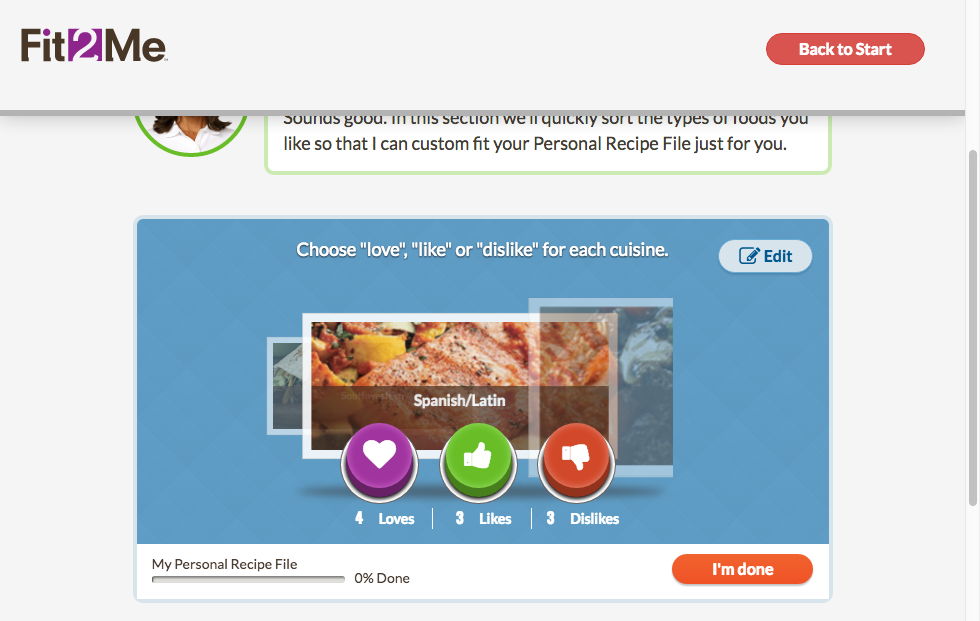 Fit2Me
Back to Start
Sounds good. In this section we'll quickly sort the types of foods you
like so that I can custom fit your Personal Recipe File just for you.
Choose "love", "like" or "dislike" for each cuisine.
Edit
Spanish/Latin
4 Loves 3 Likes 3 Dislikes
My Personal Recipe File
0% Done
I'm done